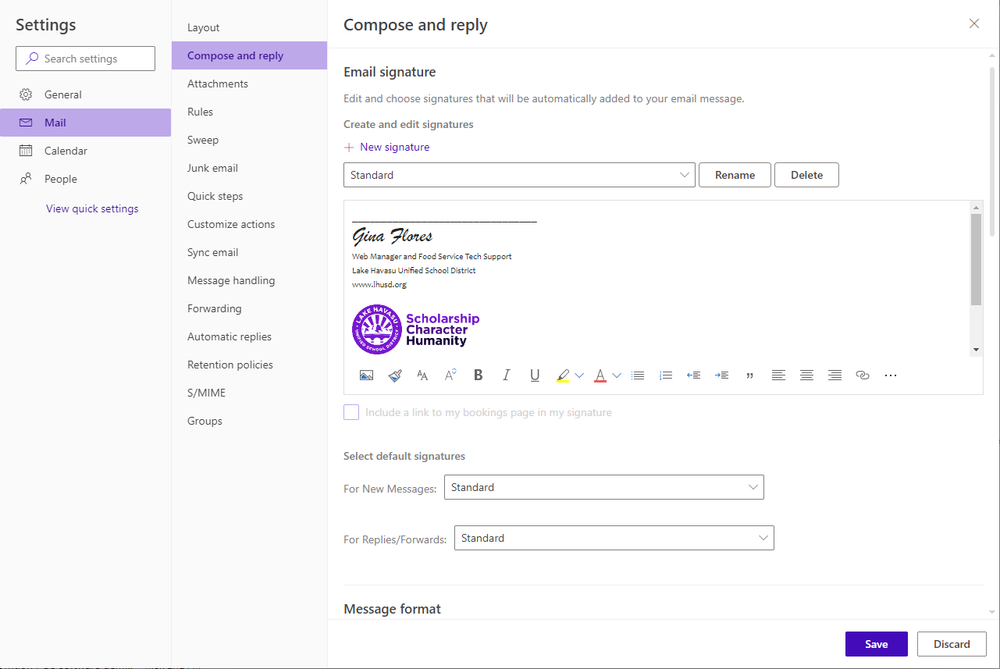 Settings
Search settings
General
Mail
Calendar
People
View quick settings
Layout
Compose and reply
Attachments
Rules
Sweep
Junk email
Quick steps
Customize actions
Sync email
Message handling
Forwarding
Automatic replies
Retention policies
S/MIME
Groups
Compose and reply
Email signature
Edit and choose signatures that will be automatically added to your email message.
Create and edit signatures
New signature
Standard
Rename
Delete
Gina Flores
Web Manager and Food Service Tech Support
Lake Havasu Unified School District
www.lhusd.org
LAKE HAVASU
UNIFIED SCHOOL DISTRICT
Scholarship
Character
Humanity
Include a link to my bookings page in my signature
Select default signatures
For New Messages: Standard
For Replies/Forwards: Standard
Message format
Save
Discard